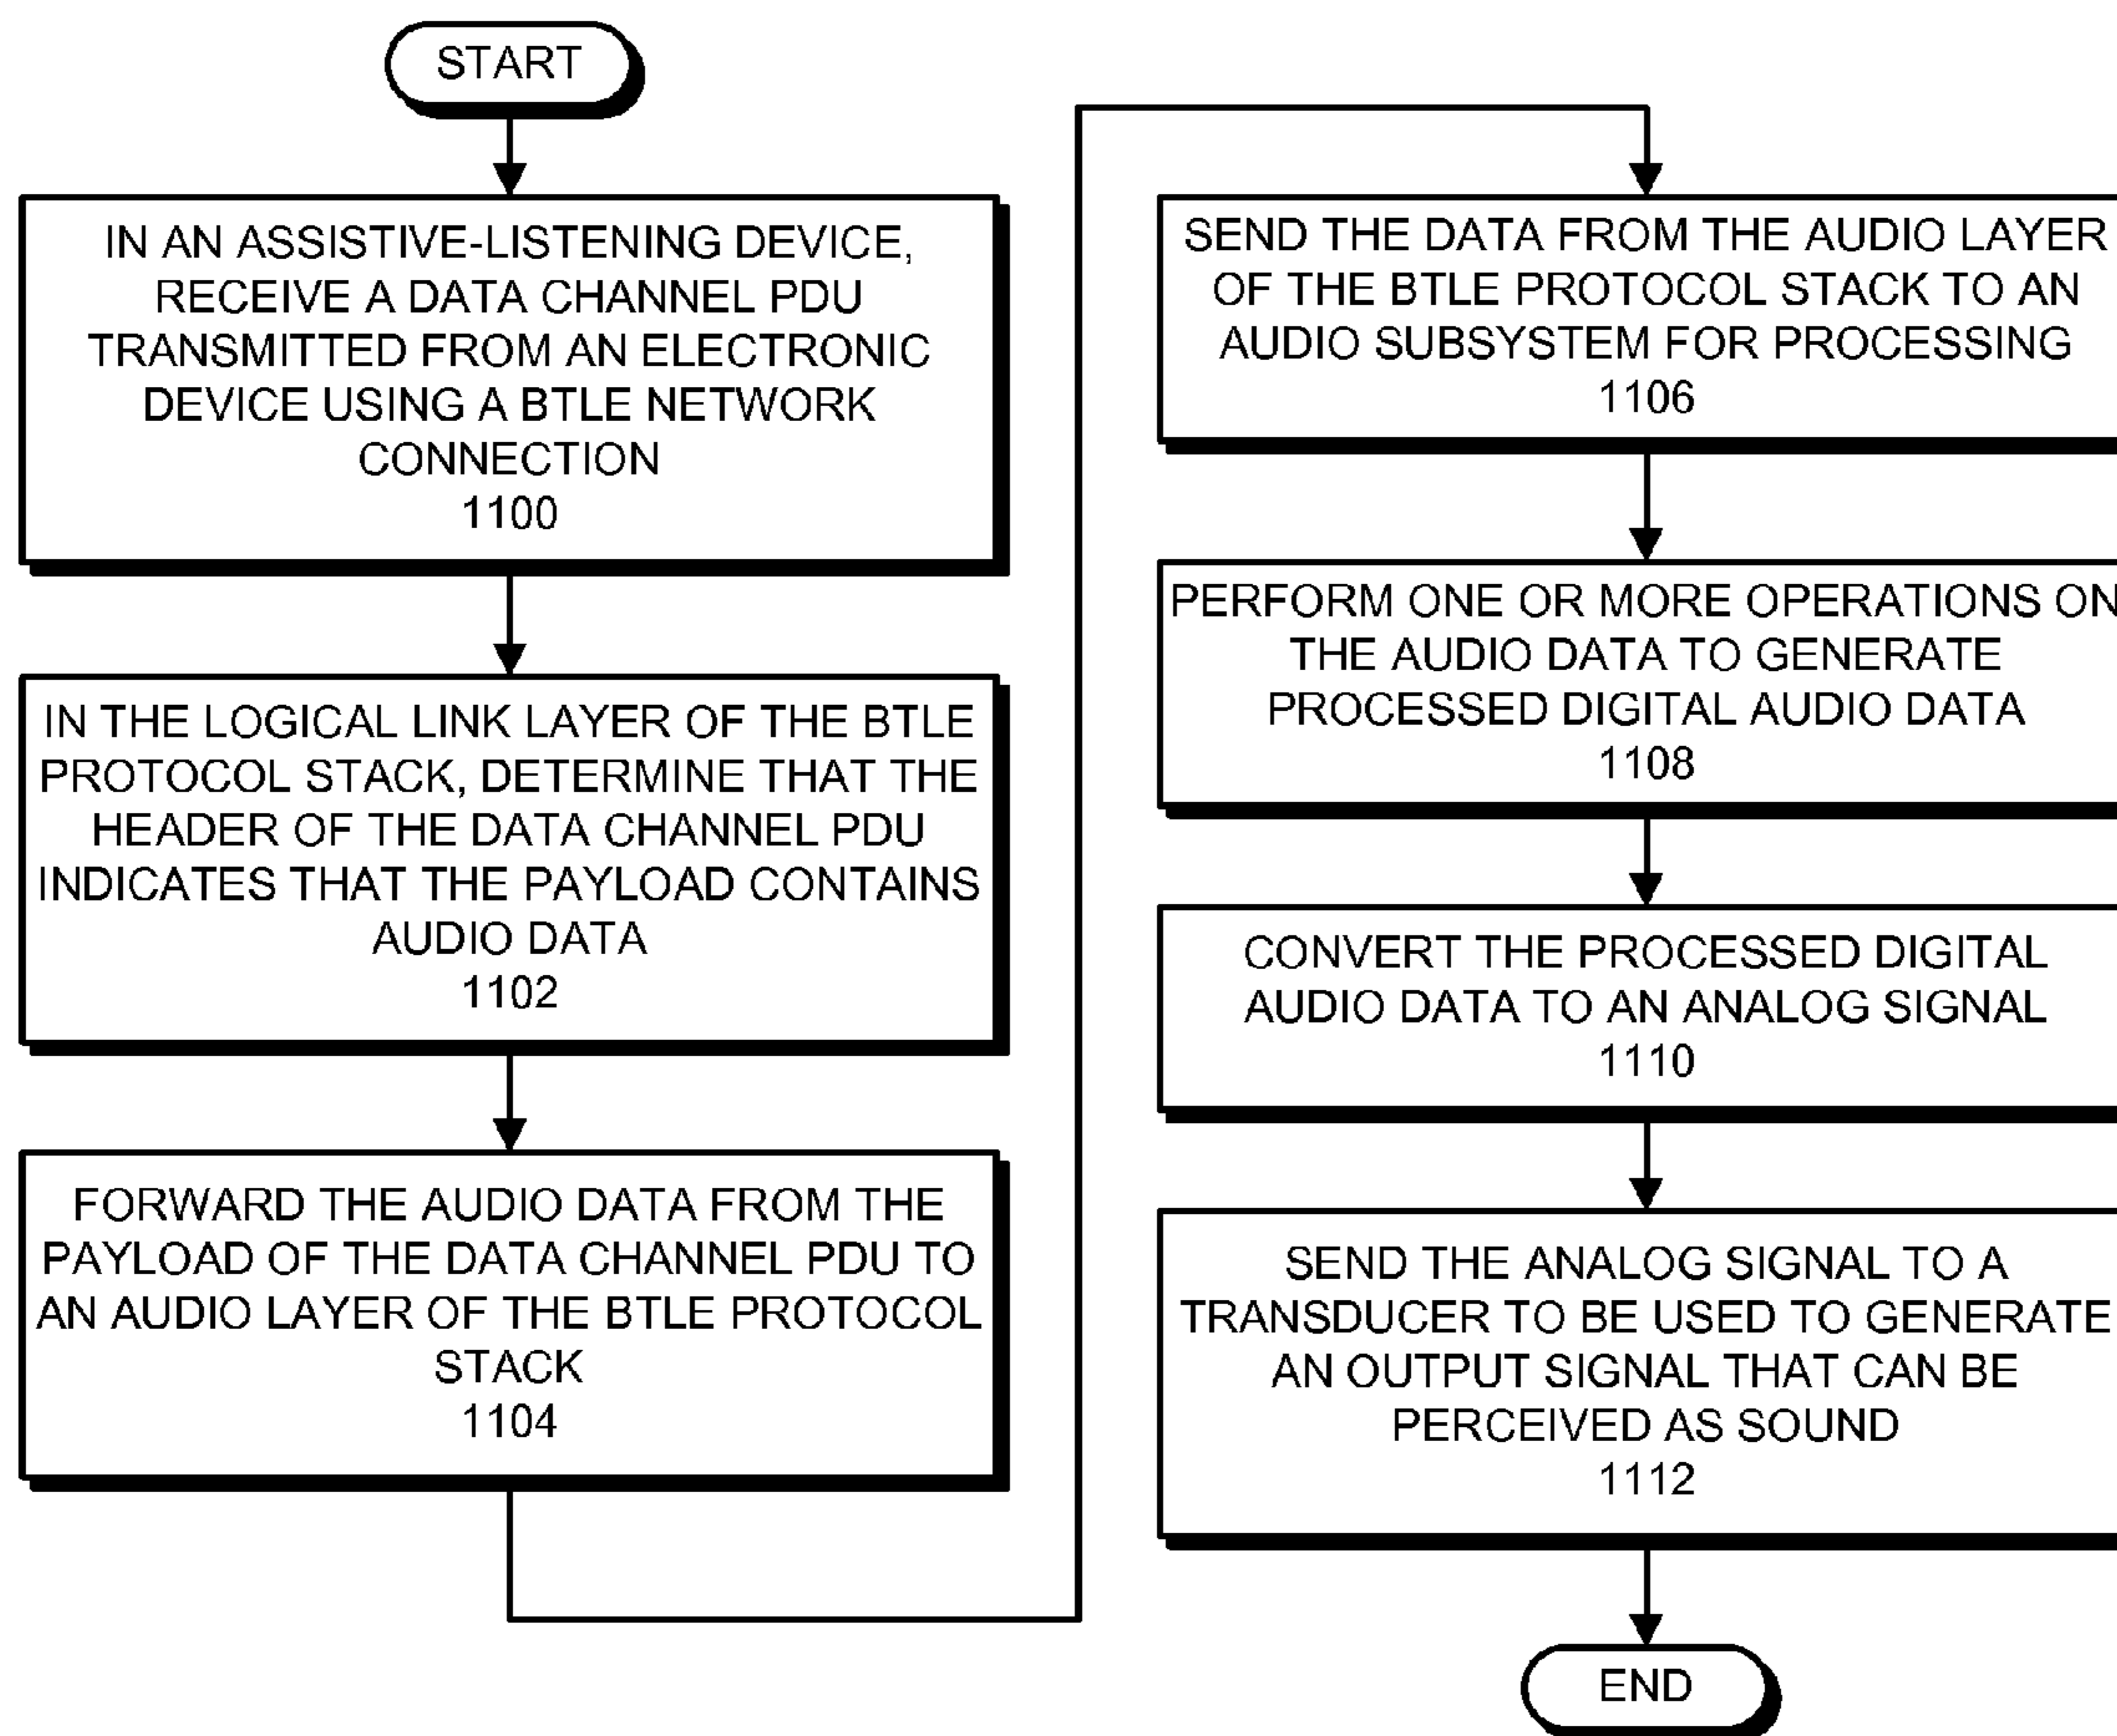 START
IN AN ASSISTIVE-LISTENING DEVICE,
RECEIVE A DATA CHANNEL PDU
TRANSMITTED FROM AN ELECTRONIC
DEVICE USING A BTLE NETWORK
CONNECTION
1100
IN THE LOGICAL LINK LAYER OF THE BTLE
PROTOCOL STACK, DETERMINE THAT THE
HEADER OF THE DATA CHANNEL PDU
INDICATES THAT THE PAYLOAD CONTAINS
AUDIO DATA
1102
FORWARD THE AUDIO DATA FROM THE
PAYLOAD OF THE DATA CHANNEL PDU TO
AN AUDIO LAYER OF THE BTLE PROTOCOL
STACK
1104
SEND THE DATA FROM THE AUDIO LAYER
OF THE BTLE PROTOCOL STACK TO AN
AUDIO SUBSYSTEM FOR PROCESSING
1106
PERFORM ONE OR MORE OPERATIONS ON
THE AUDIO DATA TO GENERATE
PROCESSED DIGITAL AUDIO DATA
1108
CONVERT THE PROCESSED DIGITAL
AUDIO DATA TO AN ANALOG SIGNAL
1110
SEND THE ANALOG SIGNAL TO A
TRANSDUCER TO BE USED TO GENERATE
AN OUTPUT SIGNAL THAT CAN BE
PERCEIVED AS SOUND
1112
END